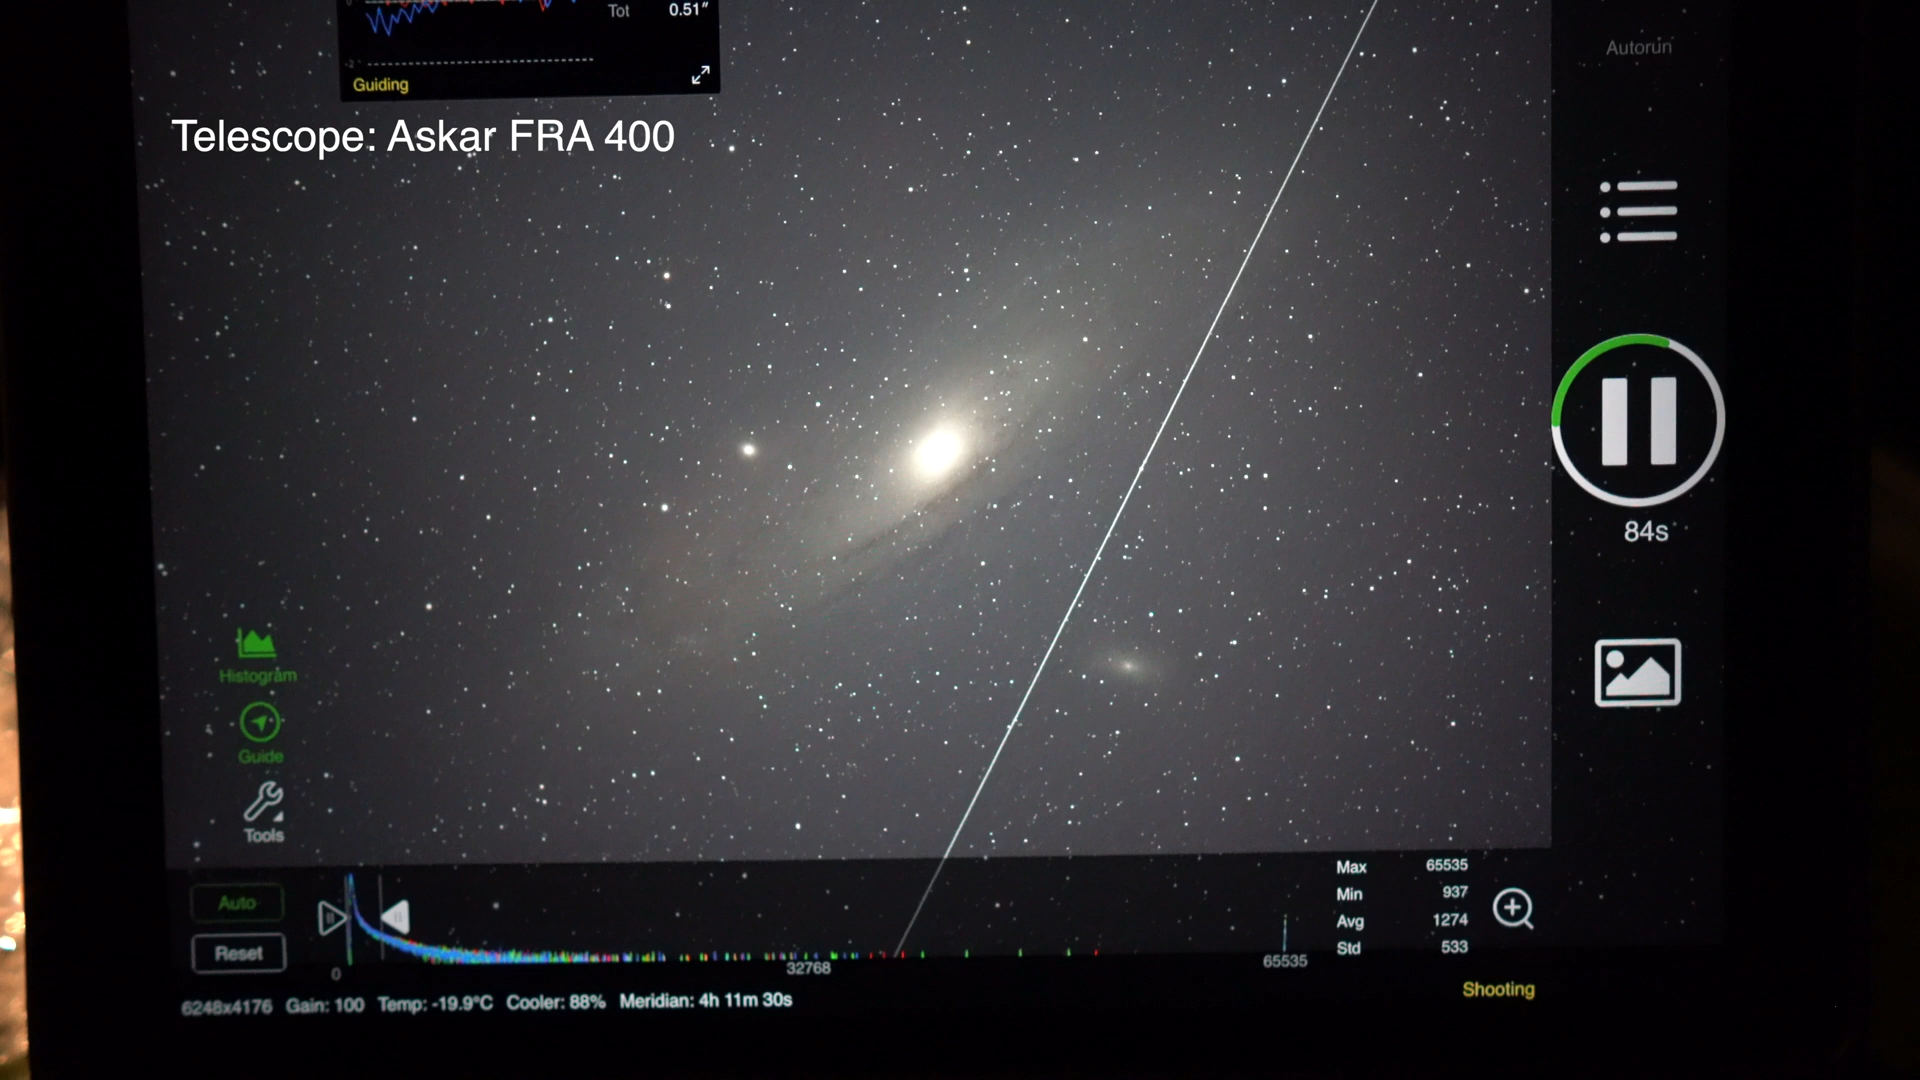 0
Tot 0.51"
-2
Guiding
Autorun
Telescope: Askar FRA 400
84s
Histogram
Guide
Tools
Auto
Reset
0
32768
65535
Max 65535
Min 937
Avg 1274
Std 533
6248x4176 Gain: 100 Temp: -19.9°C Cooler: 88% Meridian: 4h 11m 30s
Shooting